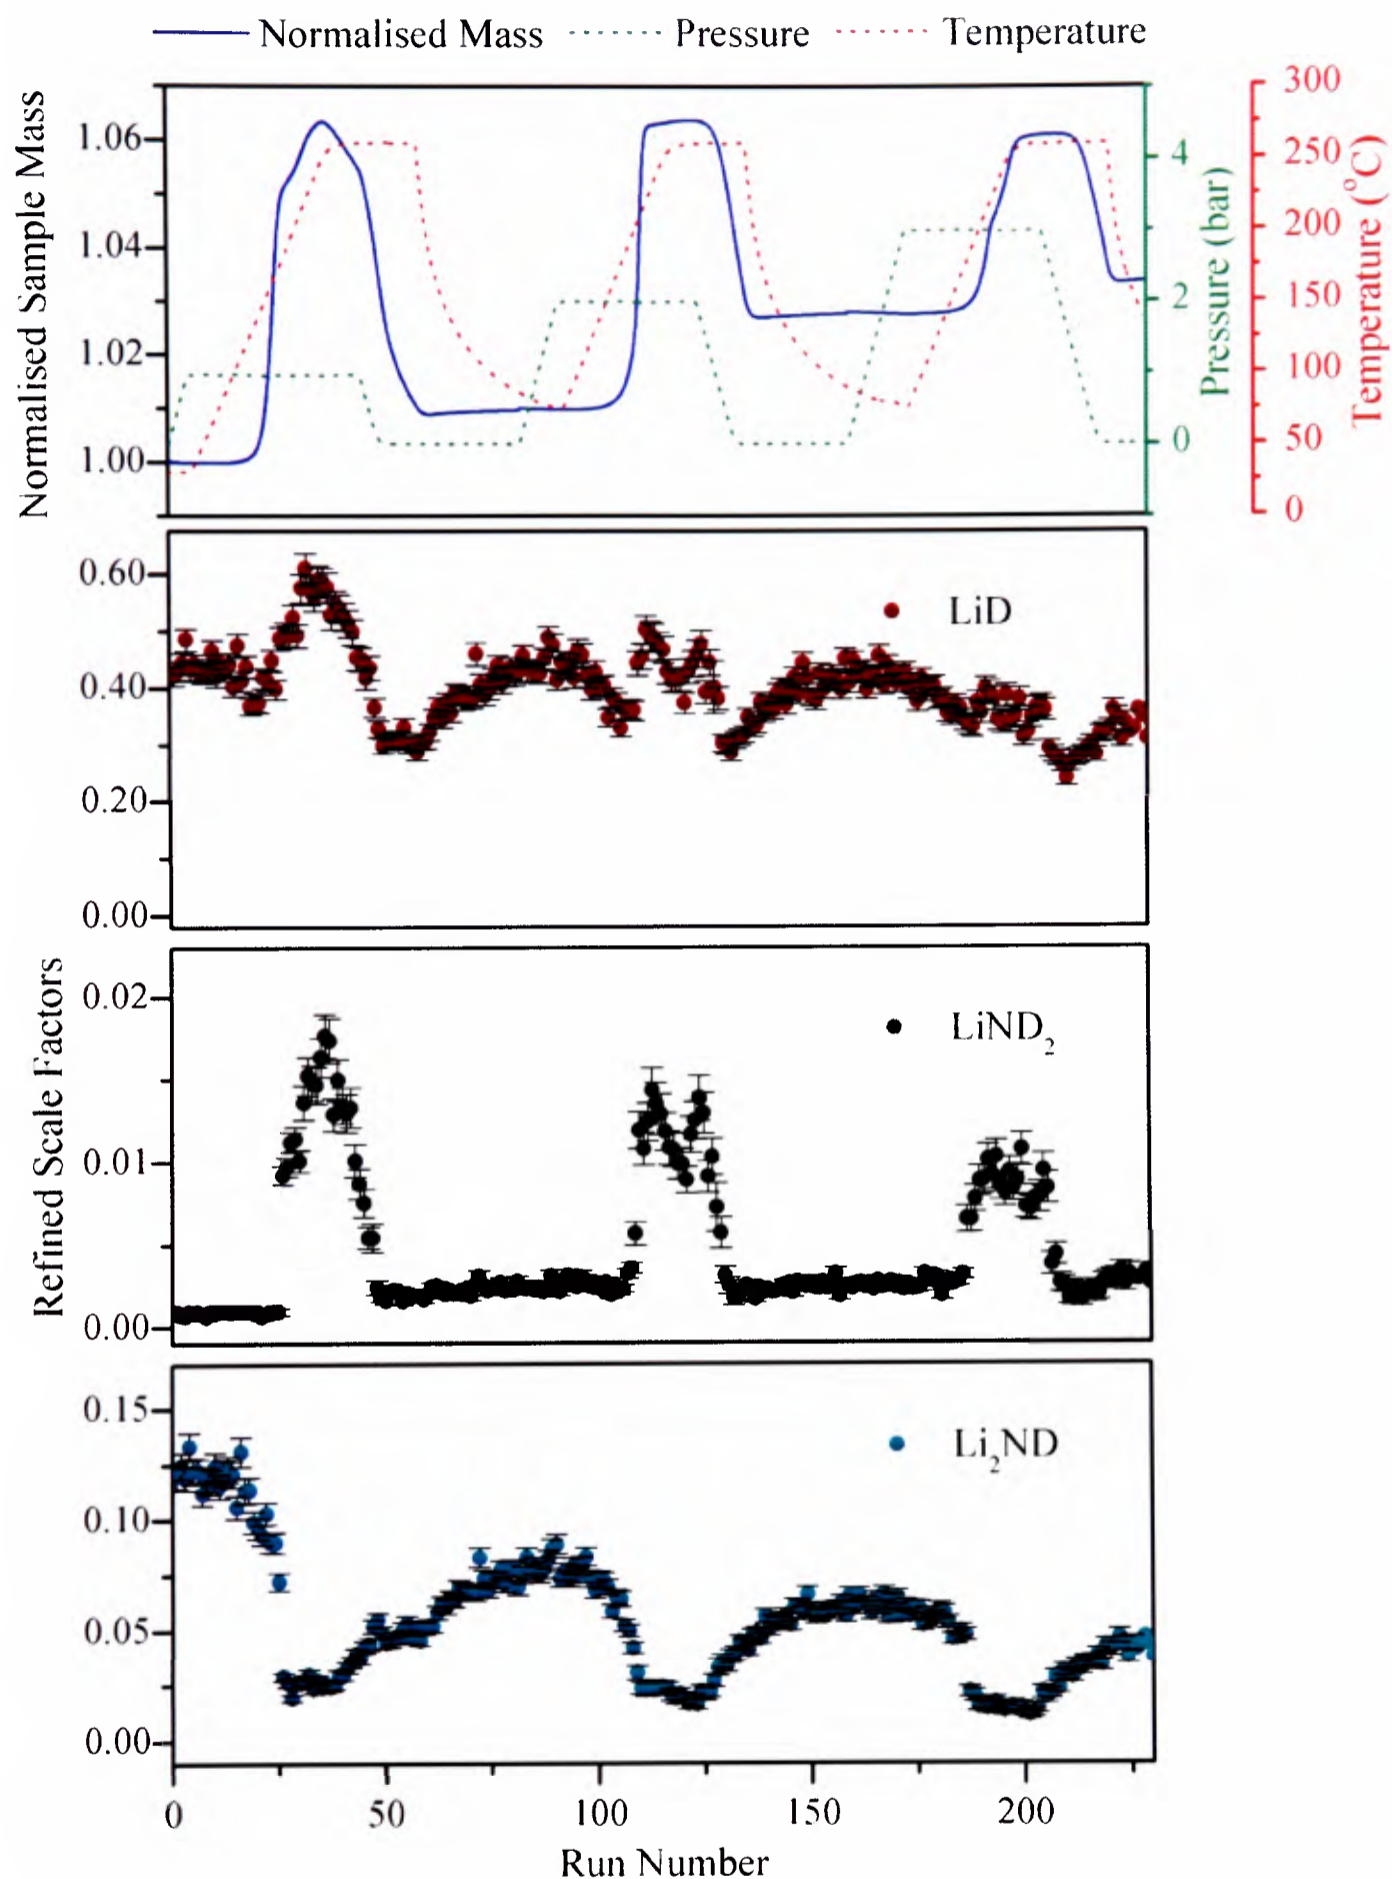 Normalised Mass Pressure Temperature
Normalised Sample Mass
1.06
1.04
1.02
1.00
4
2
0
Pressure (bar)
300
250
200
150
100
50
0
Temperature (°C)
0.60
0.40
0.20
0.00
LiD
Refined Scale Factors
0.02
0.01
0.00
LiND₂
0.15
0.10
0.05
0.00
Li₂ND
0 50 100 150 200
Run Number